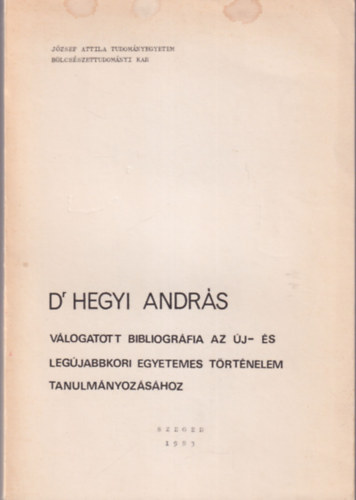 JÓZSEF ATTILA TUDOMÁNYEGYETEM
BÖLCSÉSZETTUDOMÁNYI KAR
Dr HEGYI ANDRÁS
VÁLOGATOTT BIBLIOGRÁFIA AZ ÚJ- ÉS
LEGÚJABBKORI EGYETEMES TÖRTÉNELEM
TANULMÁNYOZÁSÁHOZ
SZEGED